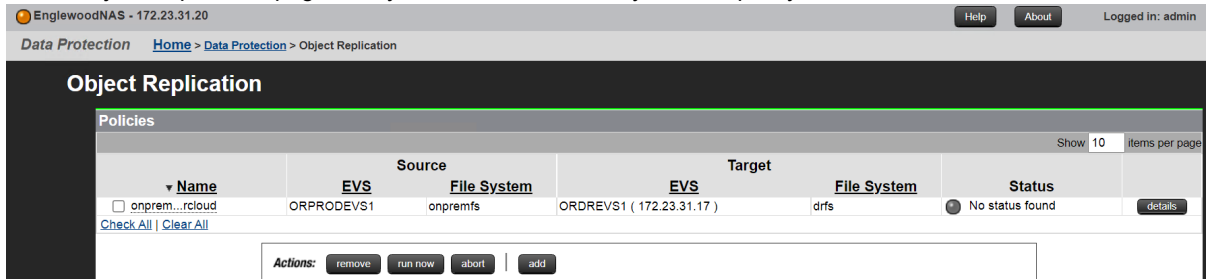 EnglewoodNAS - 172.23.31.20 Help About Logged in: admin
Data Protection Home > Data Protection > Object Replication
Object Replication
Policies
Show 10 items per page
Source Target
Name EVS File System EVS File System Status
onprem...rcloud ORPRODEVS1 onpremfs ORDREVS1 ( 172.23.31.17 ) drfs No status found details
Check All | Clear All
Actions: remove run now abort | add